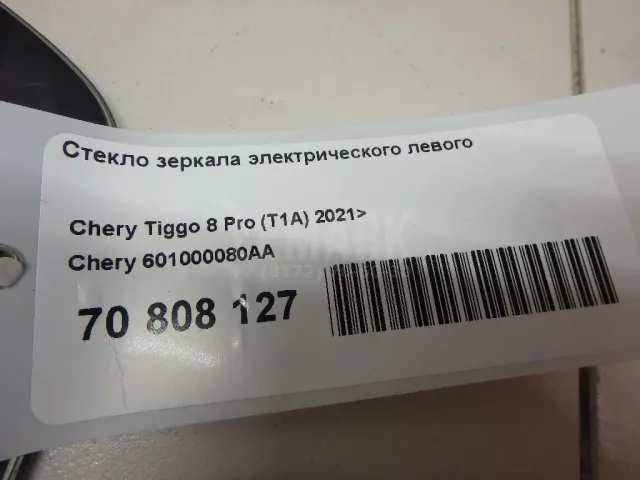 Стекло зеркала электрического левого
Chery Tiggo 8 Pro (T1A) 2021>
Chery 601000080AA
70 808 127